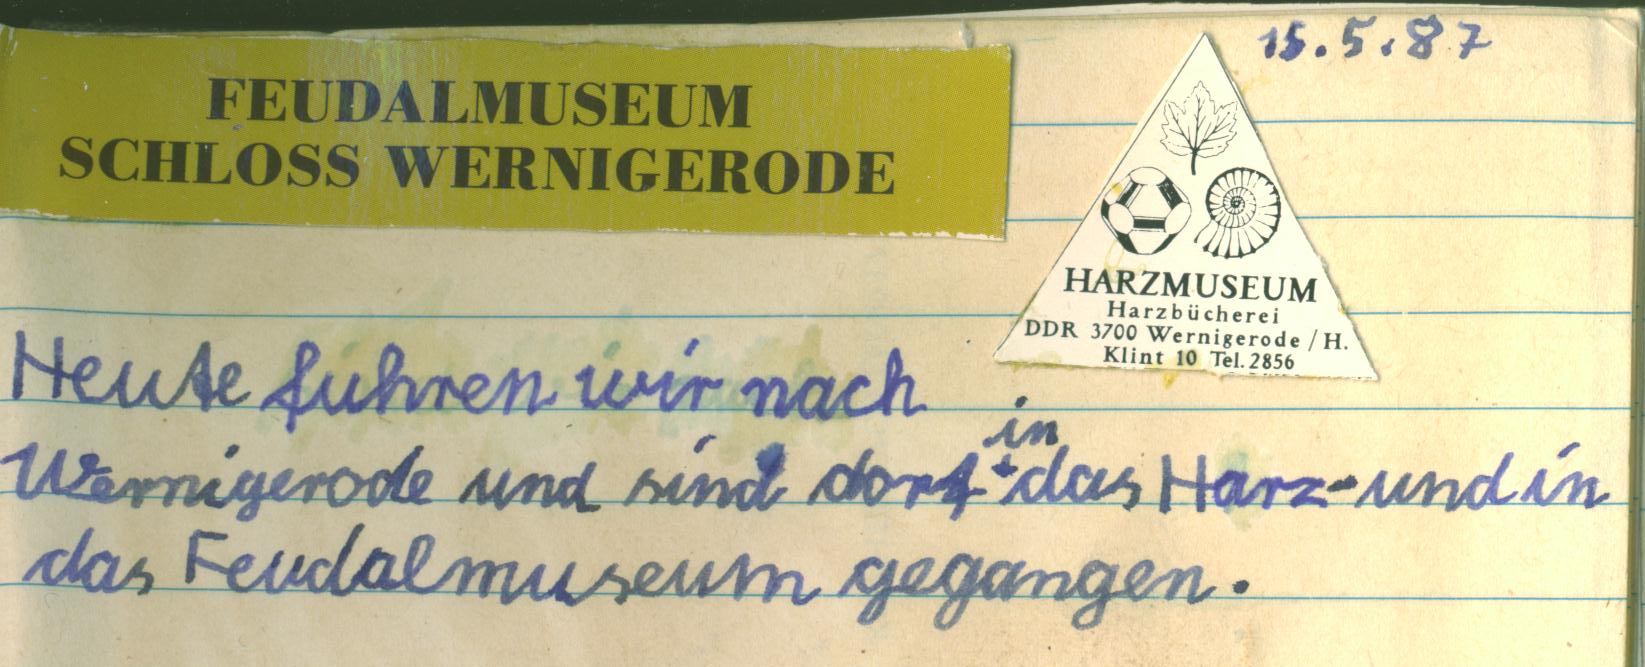 15.5.87
FEUDALMUSEUM
SCHLOSS WERNIGERODE
HARZMUSEUM
Harzbücherei
DDR 3700 Wernigerode / H.
Klint 10 Tel. 2856
Heute fuhren wir nach
in
Wernigerode und sind dort das Harz- und in
das Feudalmuseum gegangen.